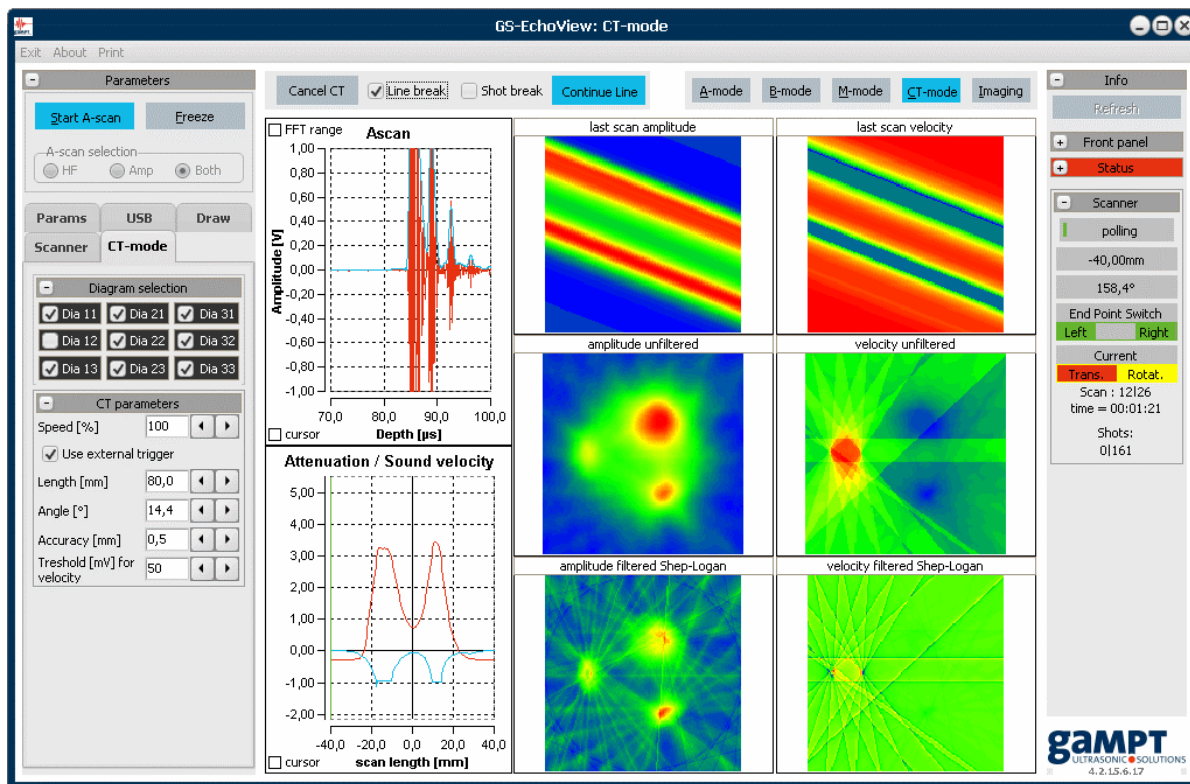 GS-EchoView: CT-mode
Exit About Print
Parameters
Start A-scan
Freeze
A-scan selection
HF
Amp
Both
Params
USB
Draw
Scanner
CT-mode
Diagram selection
Dia 11
Dia 21
Dia 31
Dia 12
Dia 22
Dia 32
Dia 13
Dia 23
Dia 33
CT parameters
Speed [%]
100
Use external trigger
Length [mm]
80,0
Angle [°]
14,4
Accuracy [mm]
0,5
Treshold [mV] for
velocity
50
Cancel CT
Line break
Shot break
Continue Line
A-mode
B-mode
M-mode
CT-mode
Imaging
FFT range
Ascan
1,00
0,80
0,60
0,40
0,20
0,00
-0,20
-0,40
-0,60
-0,80
-1,00
Amplitude [V]
70,0
80,0
90,0
100,0
cursor
Depth [µs]
Attenuation / Sound velocity
5,00
4,00
3,00
2,00
1,00
0,00
-1,00
-2,00
-40,0
-20,0
0,0
20,0
40,0
cursor
scan length [mm]
last scan amplitude
last scan velocity
amplitude unfiltered
velocity unfiltered
amplitude filtered Shep-Logan
velocity filtered Shep-Logan
Info
Refresh
Front panel
Status
Scanner
polling
-40,00mm
158,4°
End Point Switch
Left
Right
Current
Trans.
Rotat.
Scan : 12|26
time = 00:01:21
Shots:
0|161
gaMPT
ULTRASONIC SOLUTIONS
4.2.15.6.17